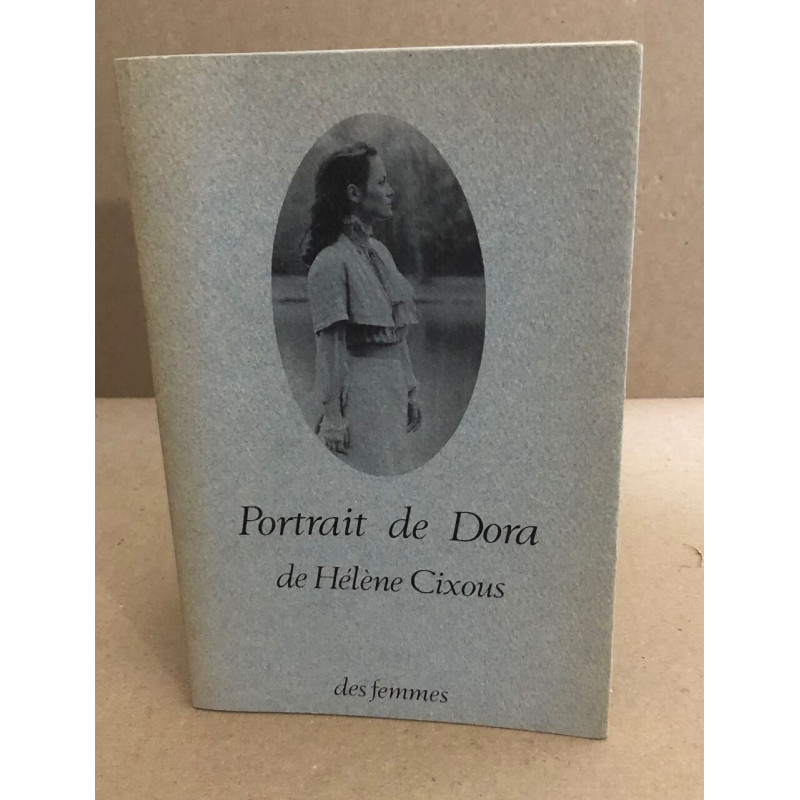 Portrait de Dora
de Hélène Cixous
des femmes